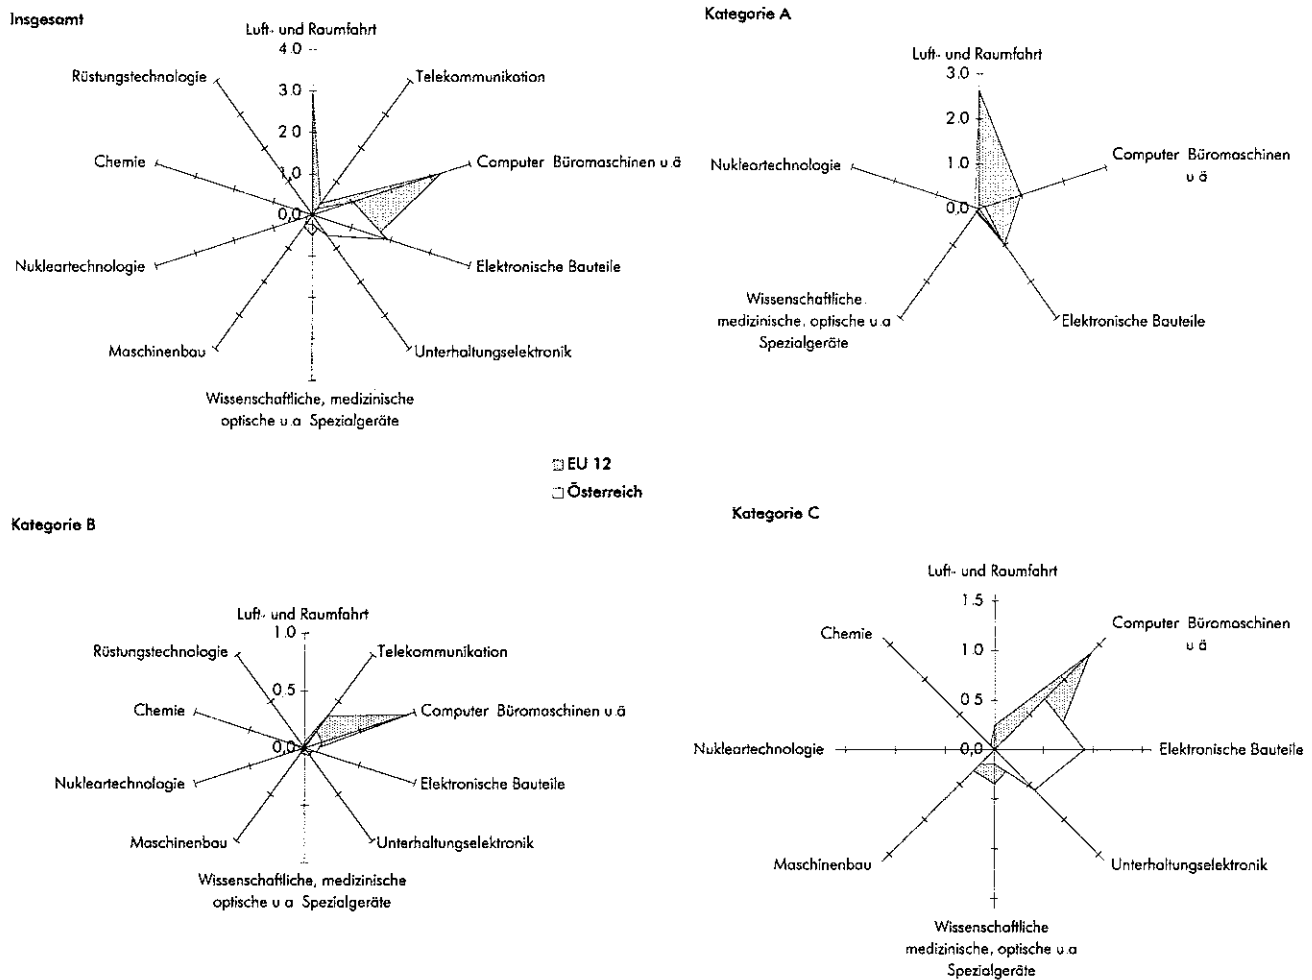 Insgesamt
Luft- und Raumfahrt
4.0
Rüstungstechnologie
Telekommunikation
3.0
2.0
Chemie
Computer Büromaschinen u.ä
1,0
0,0
Nukleartechnologie
Elektronische Bauteile
Maschinenbau
Unterhaltungselektronik
Wissenschaftliche, medizinische
optische u.a Spezialgeräte
Kategorie A
Luft- und Raumfahrt
3.0
2.0
Nukleartechnologie
Computer Büromaschinen
u ä
1.0
0.0
Wissenschaftliche.
medizinische, optische u.a
Spezialgeräte
Elektronische Bauteile
EU 12
Österreich
Kategorie B
Luft- und Raumfahrt
1.0
Rüstungstechnologie
Telekommunikation
0.5
Chemie
Computer Büromaschinen u.ä
0,0
Nukleartechnologie
Elektronische Bauteile
Maschinenbau
Unterhaltungselektronik
Wissenschaftliche, medizinische
optische u a Spezialgeräte
Kategorie C
Luft- und Raumfahrt
1.5
Chemie
Computer Büromaschinen
u ä
1.0
0.5
Nukleartechnologie
0.0
Elektronische Bauteile
Maschinenbau
Unterhaltungselektronik
Wissenschaftliche
medizinische, optische u.a
Spezialgeräte